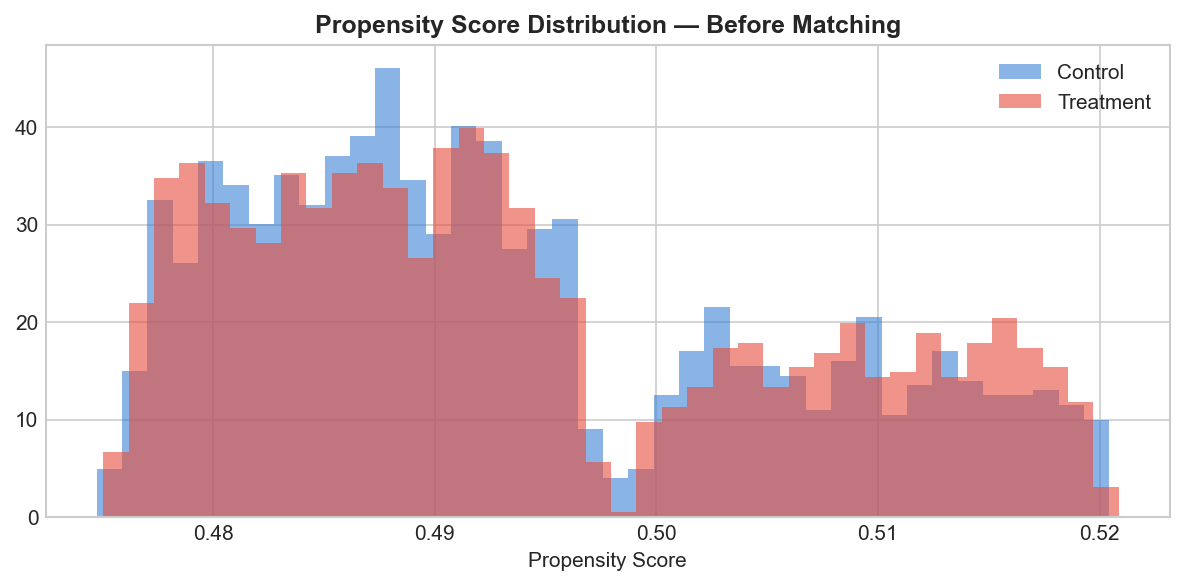 Propensity Score Distribution — Before Matching
Control
Treatment
40
30
20
10
0
0.48 0.49 0.50 0.51 0.52
Propensity Score